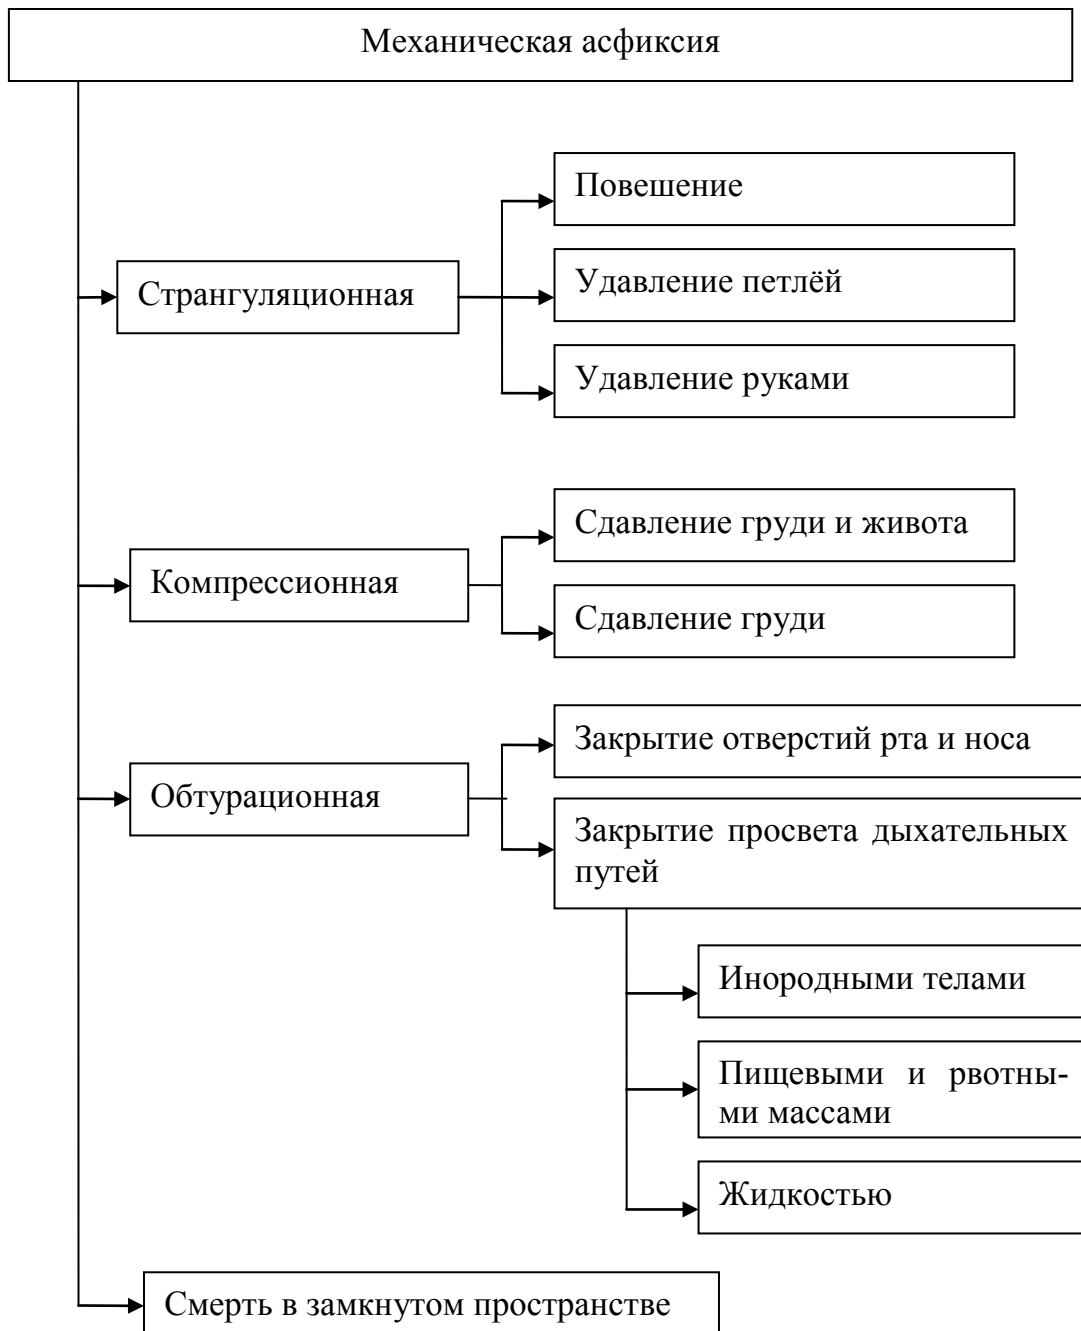 Механическая асфиксия
Повешение
Странгуляционная
Удавление петлёй
Удавление руками
Сдавление груди и живота
Компрессионная
Сдавление груди
Закрытие отверстий рта и носа
Обтурационная
Закрытие просвета дыхательных
путей
Инородными телами
Пищевыми и рвотны-
ми массами
Жидкостью
Смерть в замкнутом пространстве